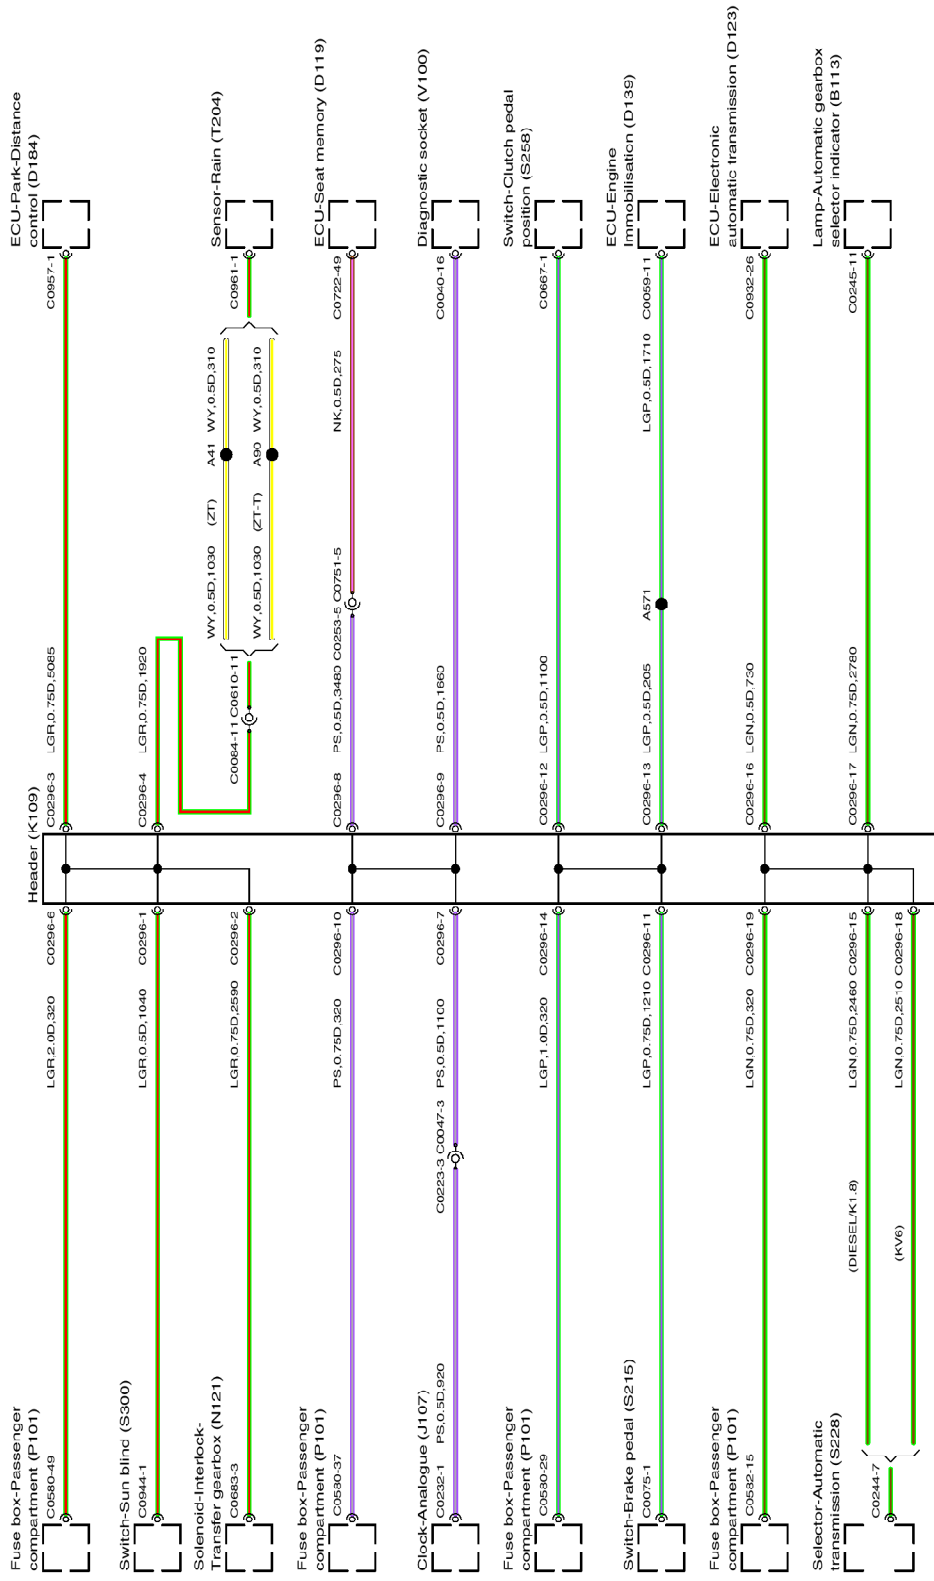 ECU-Park-Distance
control (D184)
C0957-1
LGR,0.75D,5085
C0296-3
Header (K109)
C0296-6
LGR,2.0D,320
C0580-49
Fuse box-Passenger
compartment (P101)
LGR,0.75D,1920
C0296-4
C0296-1
LGR,0.5D,1040
C0944-1
Switch-Sun blind (S300)
Sensor-Rain (T204)
C0961-1
WY,0.5D,310
A41
(ZT)
WY,0.5D,1030
WY,0.5D,310
A90
(ZT-T)
WY,0.5D,1030
C0610-11
C0084-11
C0296-2
LGR,0.75D,2590
C0683-3
Solenoid-Interlock-
Transfer gearbox (N121)
ECU-Seat memory (D119)
C0722-49
NK,0.5D,275
C0751-5
C0253-5
PS,0.5D,3480
C0296-8
C0296-10
PS,0.75D,320
C0580-37
Fuse box-Passenger
compartment (P101)
Diagnostic socket (V100)
C0040-16
PS,0.5D,1660
C0296-9
C0296-7
PS,0.5D,1100
C0047-3
C0223-3
PS,0.5D,920
C0232-1
Clock-Analogue (J107)
Switch-Clutch pedal
position (S258)
C0667-1
LGP,0.5D,1100
C0296-12
C0296-14
LGP,1.0D,320
C0580-29
Fuse box-Passenger
compartment (P101)
ECU-Engine
Immobilisation (D139)
C0059-11
LGP,0.5D,1710
A571
LGP,0.5D,205
C0296-13
C0296-11
LGP,0.75D,1210
C0075-1
Switch-Brake pedal (S215)
ECU-Electronic
automatic transmission (D123)
C0932-26
LGN,0.5D,730
C0296-16
C0296-19
LGN,0.75D,320
C0582-15
Fuse box-Passenger
compartment (P101)
Lamp-Automatic gearbox
selector indicator (B113)
C0245-11
LGN,0.75D,2780
C0296-17
C0296-15
LGN,0.75D,2460
(DIESEL/K1.8)
C0296-18
LGN,0.75D,2510
(KV6)
C0244-7
Selector-Automatic
transmission (S228)